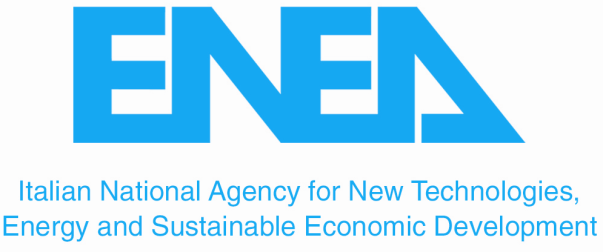 ENEA
Italian National Agency for New Technologies,
Energy and Sustainable Economic Development